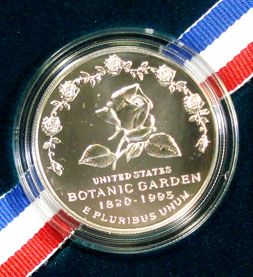 UNITED STATES
BOTANIC GARDEN
1820-1995
E PLURIBUS UNUM